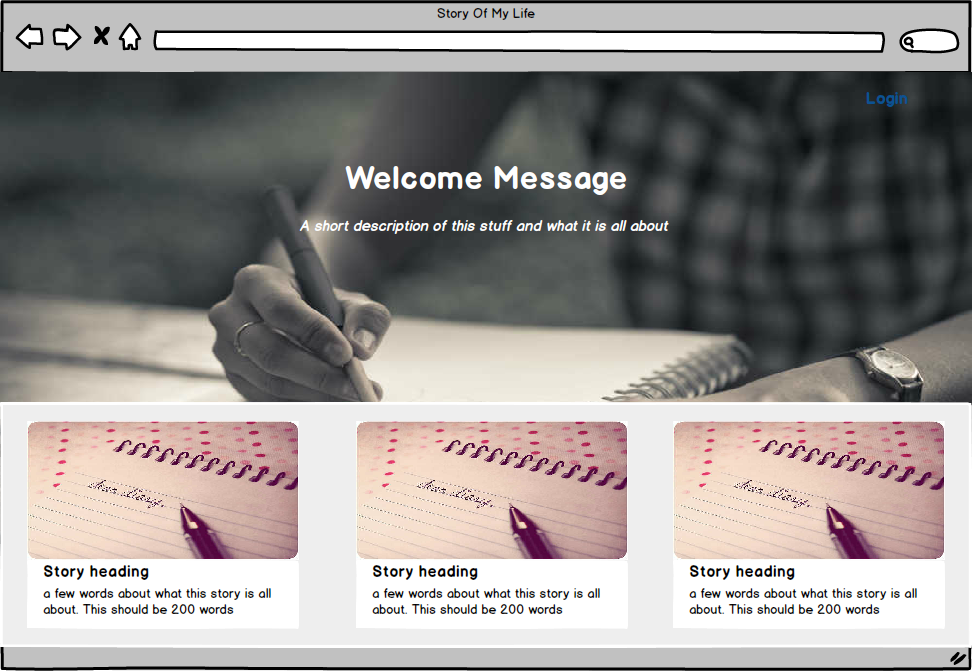 Story Of My Life
Login
Welcome Message
A short description of this stuff and what it is all about
dear diary,
dear diary,
dear diary,
Story heading
a few words about what this story is all
about. This should be 200 words
Story heading
a few words about what this story is all
about. This should be 200 words
Story heading
a few words about what this story is all
about. This should be 200 words